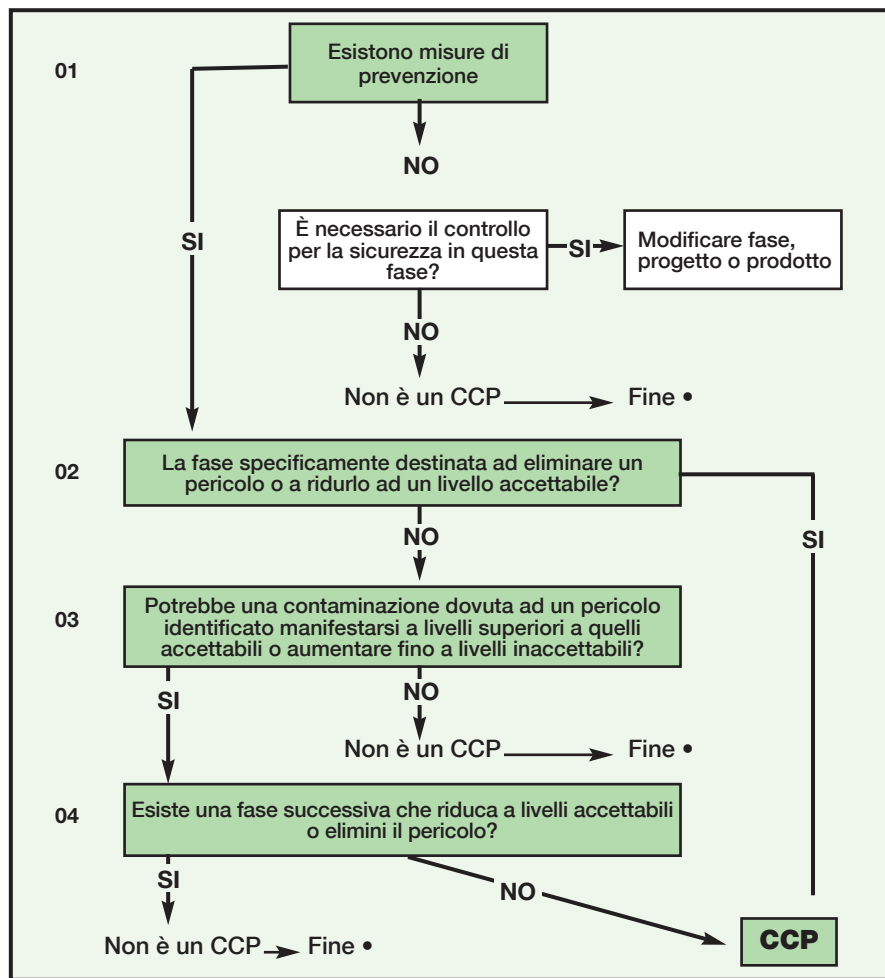 01
Esistono misure di
prevenzione
NO
SI
È necessario il controllo
per la sicurezza in questa
fase?
SI
Modificare fase,
progetto o prodotto
NO
Non è un CCP
Fine •
02
La fase specificamente destinata ad eliminare un
pericolo o a ridurlo ad un livello accettabile?
NO
SI
03
Potrebbe una contaminazione dovuta ad un pericolo
identificato manifestarsi a livelli superiori a quelli
accettabili o aumentare fino a livelli inaccettabili?
SI
NO
Non è un CCP
Fine •
04
Esiste una fase successiva che riduca a livelli accettabili
o elimini il pericolo?
SI
NO
Non è un CCP
Fine •
CCP